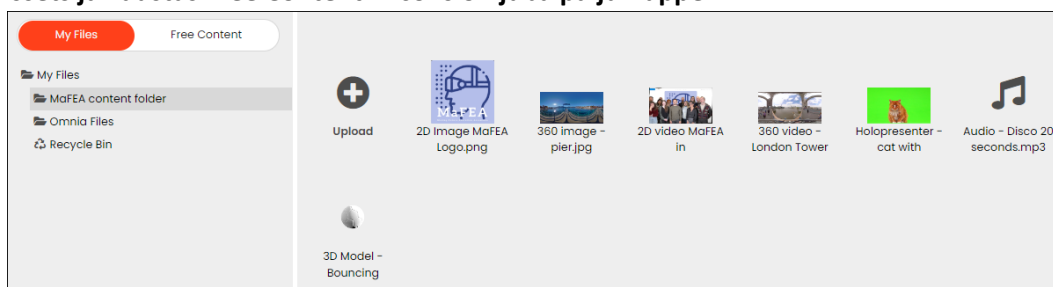 My Files
Free Content
My Files
MaFEA content folder
Omnia Files
Recycle Bin
Upload
MaFEA
2D Image MaFEA
Logo.png
360 image -
pier.jpg
2D video MaFEA
in
360 video -
London Tower
Holopresenter -
cat with
Audio - Disco 20
seconds.mp3
3D Model -
Bouncing